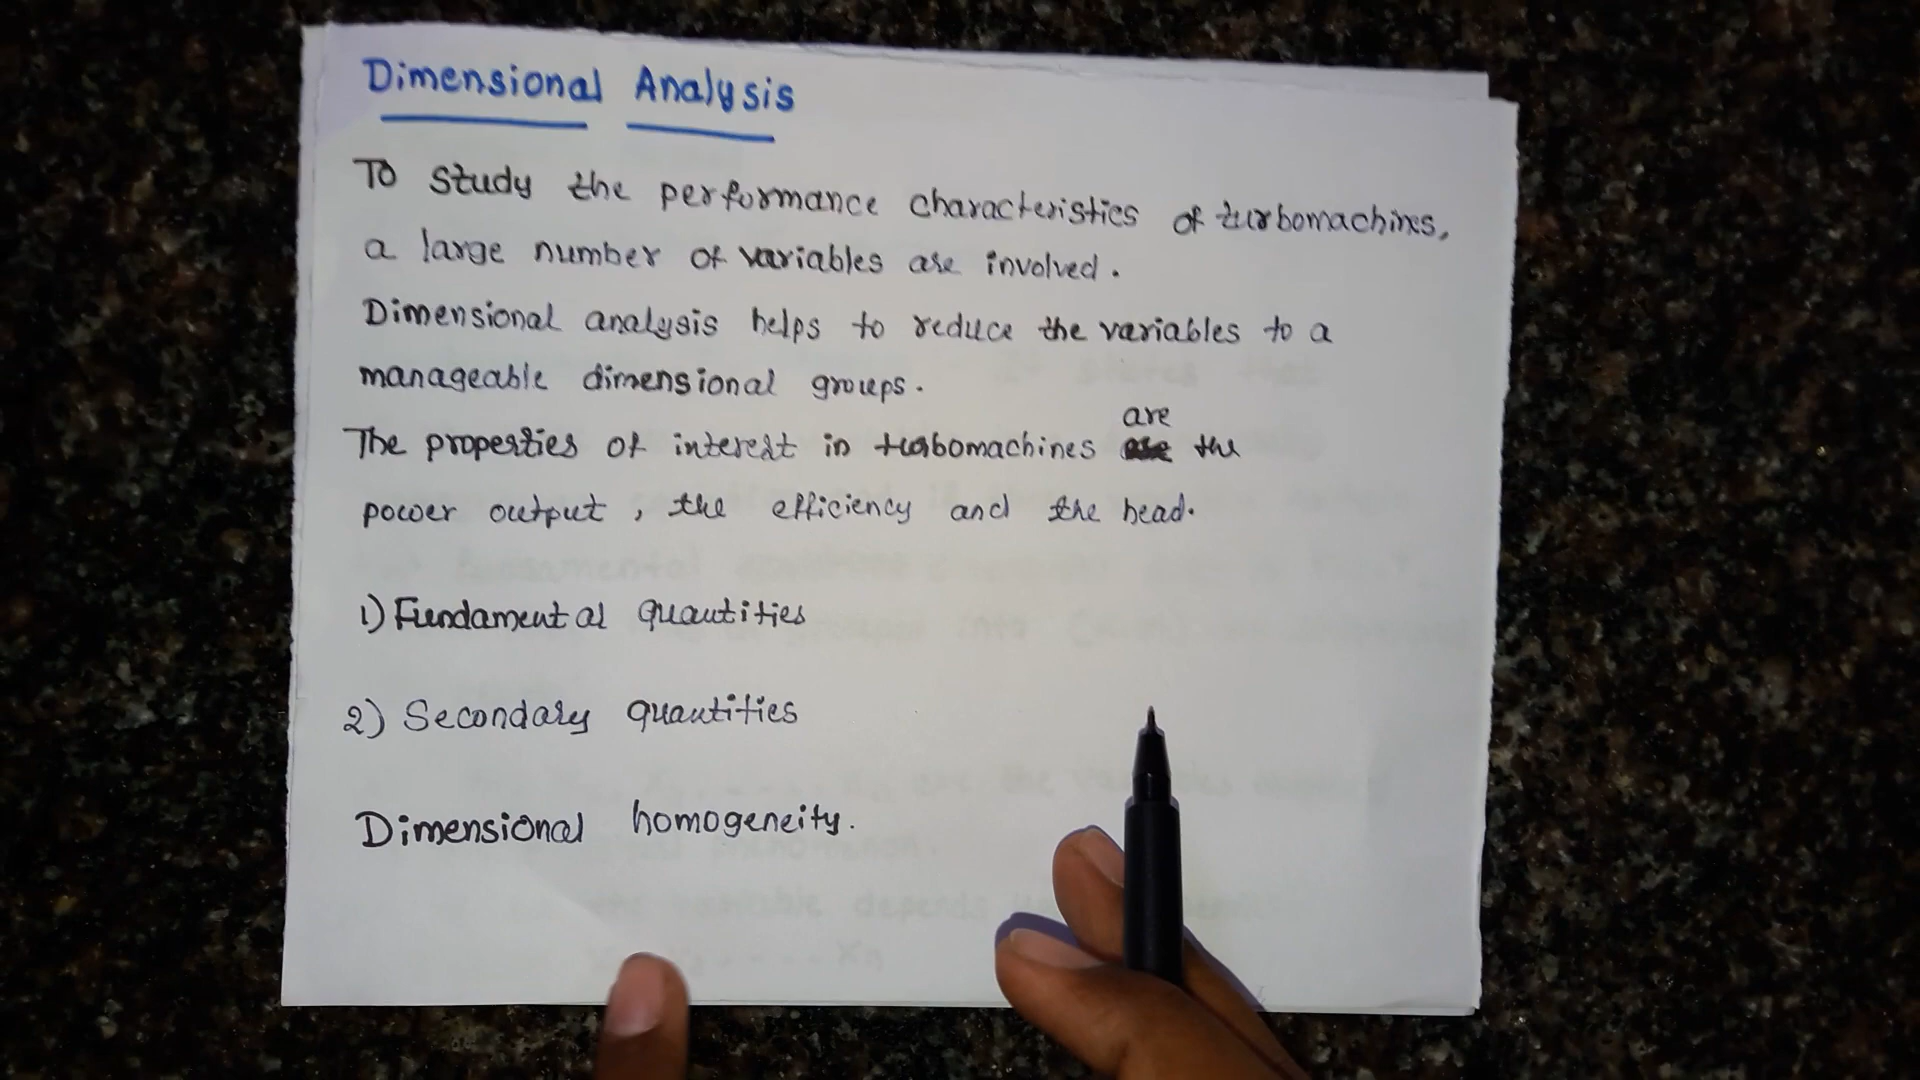 Dimensional Analysis
To study the performance characteristics of turbomachines,
a large number of variables are involved.
Dimensional analysis helps to reduce the variables to a
manageable dimensional groups.
are
The properties of interest in turbomachines the
power output, the efficiency and the head.
1) Fundamental quantities
2) Secondary quantities
Dimensional homogeneity.